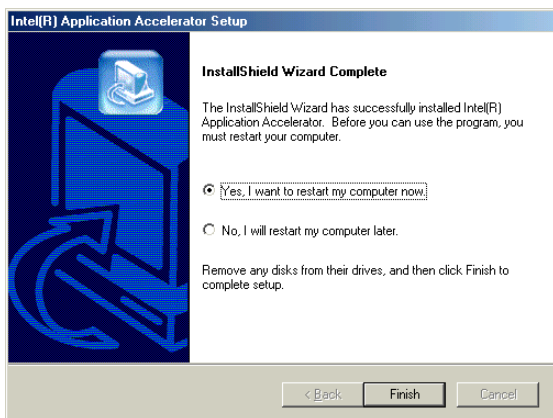 Intel(R) Application Accelerator Setup
InstallShield Wizard Complete
The InstallShield Wizard has successfully installed Intel(R)
Application Accelerator. Before you can use the program, you
must restart your computer.
Yes, I want to restart my computer now.
No, I will restart my computer later.
Remove any disks from their drives, and then click Finish to
complete setup.
< Back
Finish
Cancel